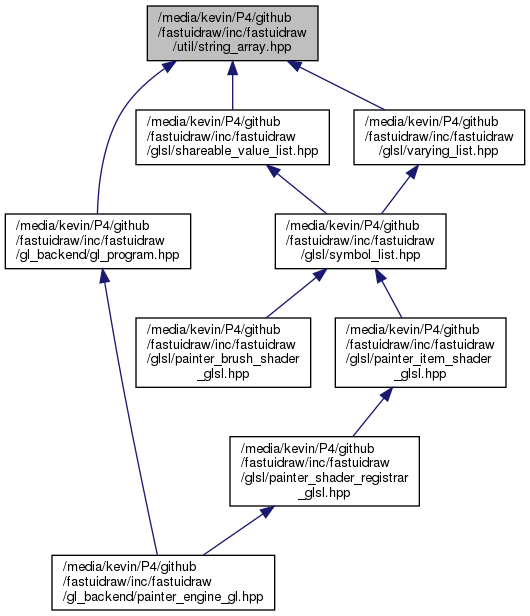 /media/kevin/P4/github
/fastuidraw/inc/fastuidraw
/util/string_array.hpp
/media/kevin/P4/github
/fastuidraw/inc/fastuidraw
/glsl/shareable_value_list.hpp
/media/kevin/P4/github
/fastuidraw/inc/fastuidraw
/glsl/varying_list.hpp
/media/kevin/P4/github
/fastuidraw/inc/fastuidraw
/gl_backend/gl_program.hpp
/media/kevin/P4/github
/fastuidraw/inc/fastuidraw
/glsl/symbol_list.hpp
/media/kevin/P4/github
/fastuidraw/inc/fastuidraw
/glsl/painter_brush_shader
_glsl.hpp
/media/kevin/P4/github
/fastuidraw/inc/fastuidraw
/glsl/painter_item_shader
_glsl.hpp
/media/kevin/P4/github
/fastuidraw/inc/fastuidraw
/glsl/painter_shader_registrar
_glsl.hpp
/media/kevin/P4/github
/fastuidraw/inc/fastuidraw
/gl_backend/painter_engine_gl.hpp